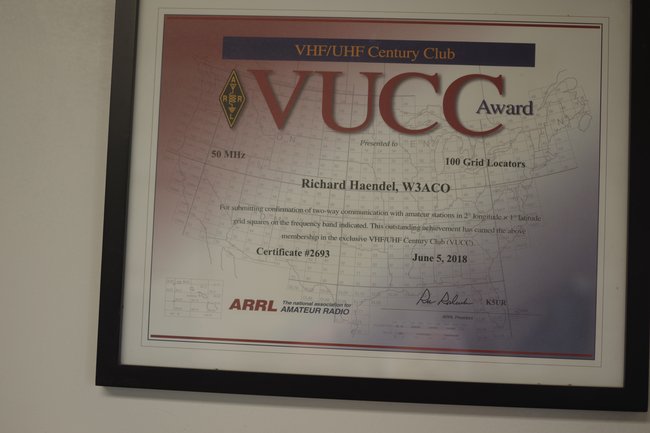 VHF/UHF Century Club
VUCC Award
ARRL
Presented to
50 MHz
100 Grid Locators
Richard Haendel, W3ACO
For submitting confirmation of two-way communication with amateur stations in 2° longitude × 1° latitude
grid squares on the frequency band indicated. This outstanding achievement has earned the above
membership in the exclusive VHF/UHF Century Club (VUCC).
Certificate #2693
June 5, 2018
ARRL The national association for
AMATEUR RADIO
K5UR
ARRL President